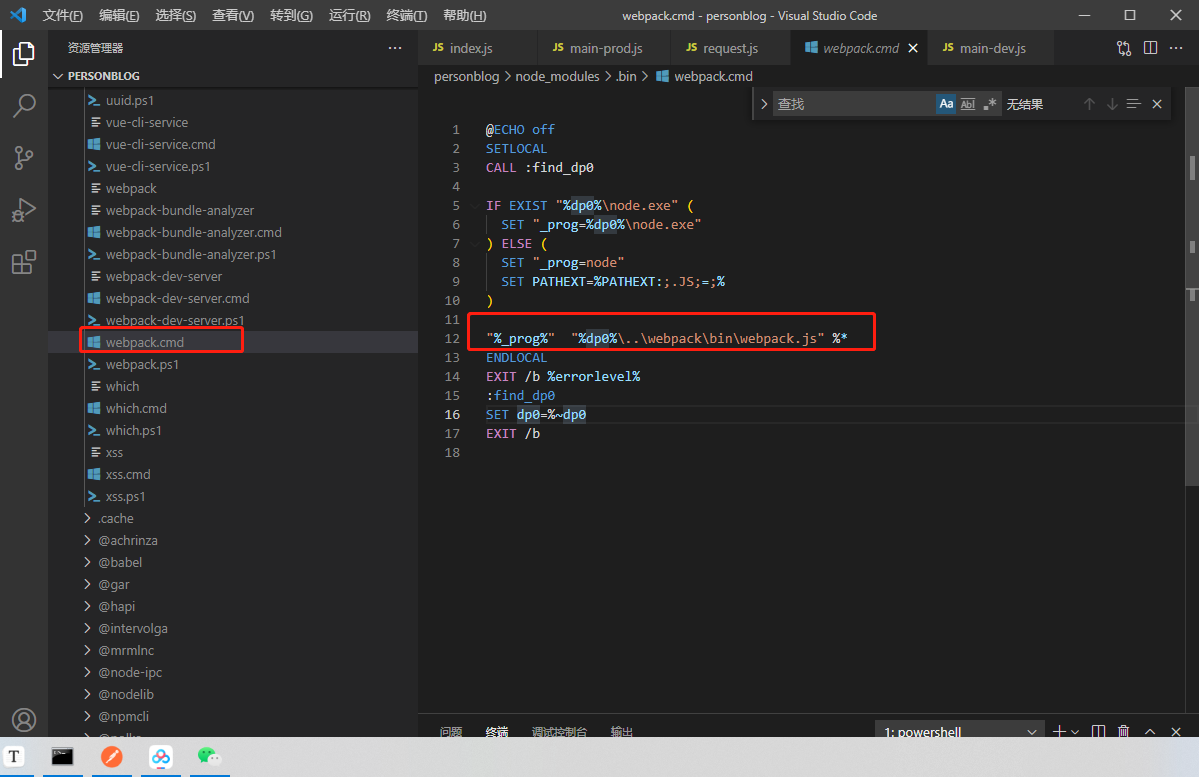 文件(F) 编辑(E) 选择(S) 查看(V) 转到(G) 运行(R) 终端(T) 帮助(H) webpack.cmd - personblog - Visual Studio Code
资源管理器
PERSONBLOG
uuid.ps1
vue-cli-service
vue-cli-service.cmd
vue-cli-service.ps1
webpack
webpack-bundle-analyzer
webpack-bundle-analyzer.cmd
webpack-bundle-analyzer.ps1
webpack-dev-server
webpack-dev-server.cmd
webpack-dev-server.ps1
webpack.cmd
webpack.ps1
which
which.cmd
which.ps1
xss
xss.cmd
xss.ps1
.cache
@achrinza
@babel
@gar
@hapi
@intervolga
@mrmlnc
@node-ipc
@nodelib
@npmcli
JS index.js JS main-prod.js JS request.js webpack.cmd JS main-dev.js
personblog > node_modules > .bin > webpack.cmd
查找 Aa Abl .* 无结果
1 @ECHO off
2 SETLOCAL
3 CALL :find_dp0
4
5 IF EXIST "%dp0%\node.exe" (
6 SET "_prog=%dp0%\node.exe"
7 ) ELSE (
8 SET "_prog=node"
9 SET PATHEXT=%PATHEXT:;.JS;=;%
10 )
11
12 "%_prog%"  "%dp0%\..\webpack\bin\webpack.js" %*
13 ENDLOCAL
14 EXIT /b %errorlevel%
15 :find_dp0
16 SET dp0=%~dp0
17 EXIT /b
18
问题 终端 调试控制台 输出 1: powershell
T